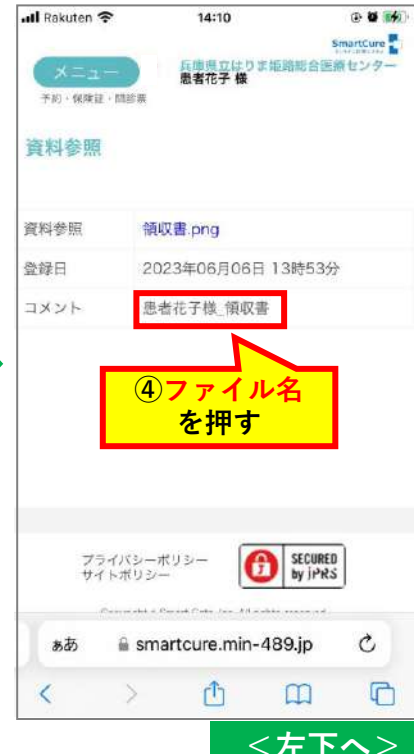 Rakuten 14:10
SmartCure
メニュー
兵庫県立はりま姫路総合医療センター
患者花子 様
予約・保険証・問診票
資料参照
資料参照 領収書.png
登録日 2023年06月06日 13時53分
コメント 患者花子様_領収書
④ファイル名
を押す
プライバシーポリシー
サイトポリシー
SECURED
by JPRS
ぁあ smartcure.min-489.jp
＜左下へ＞